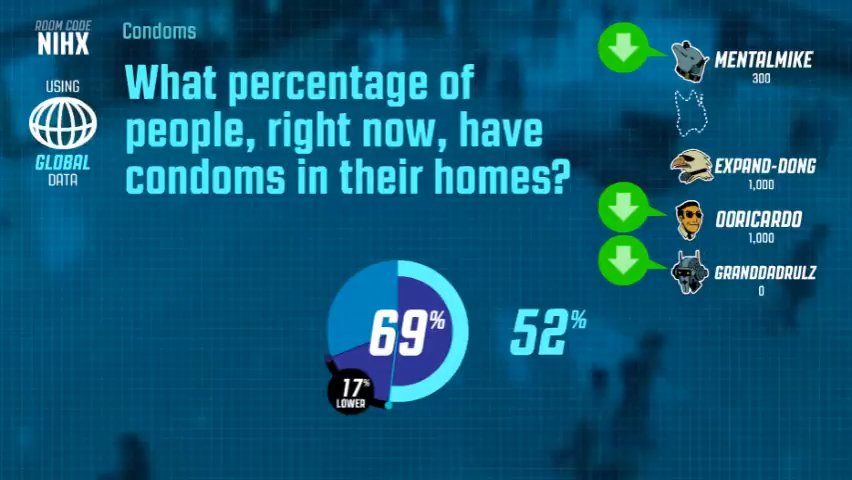 ROOM CODE
NIHX
USING
GLOBAL
DATA
Condoms
What percentage of
people, right now, have
condoms in their homes?
69%
17%
LOWER
52%
MENTALMIKE
300
EXPAND-DONG
1,000
OORICARDO
1,000
GRANDDADRULZ
0